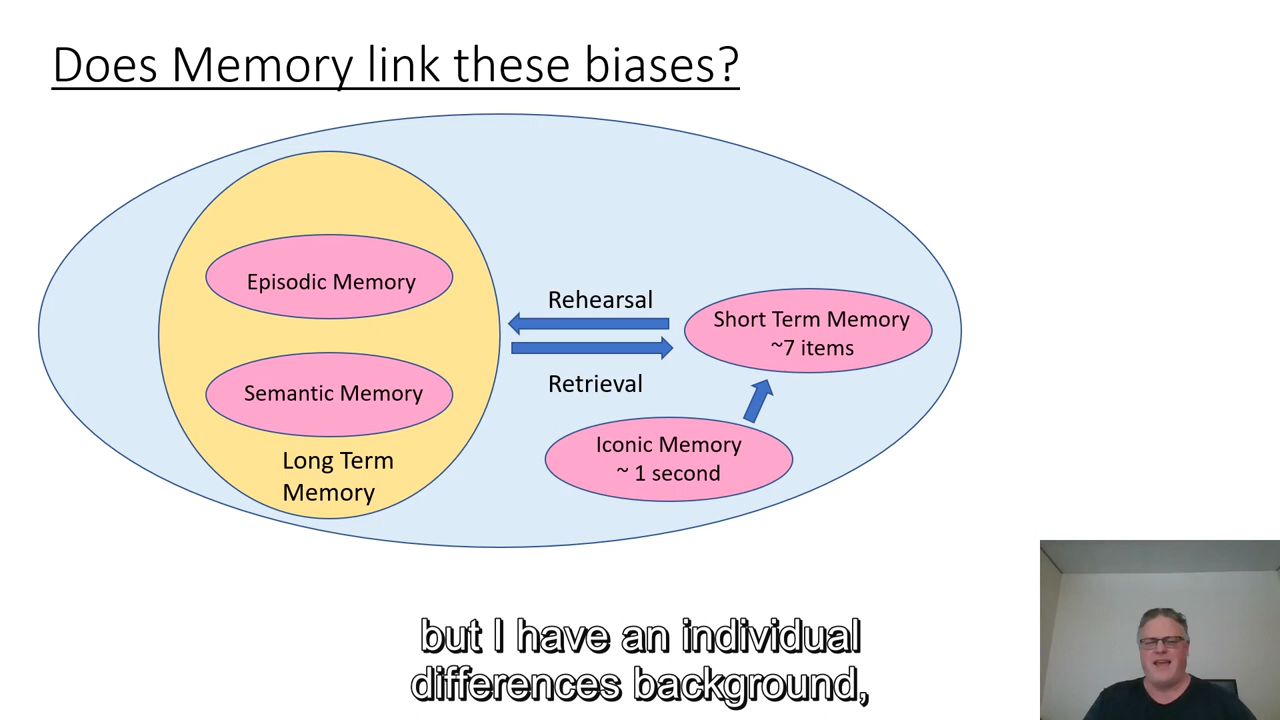 Does Memory link these biases?
Episodic Memory
Semantic Memory
Long Term
Memory
Rehearsal
Retrieval
Short Term Memory
~7 items
Iconic Memory
~ 1 second
but I have an individual
differences background,